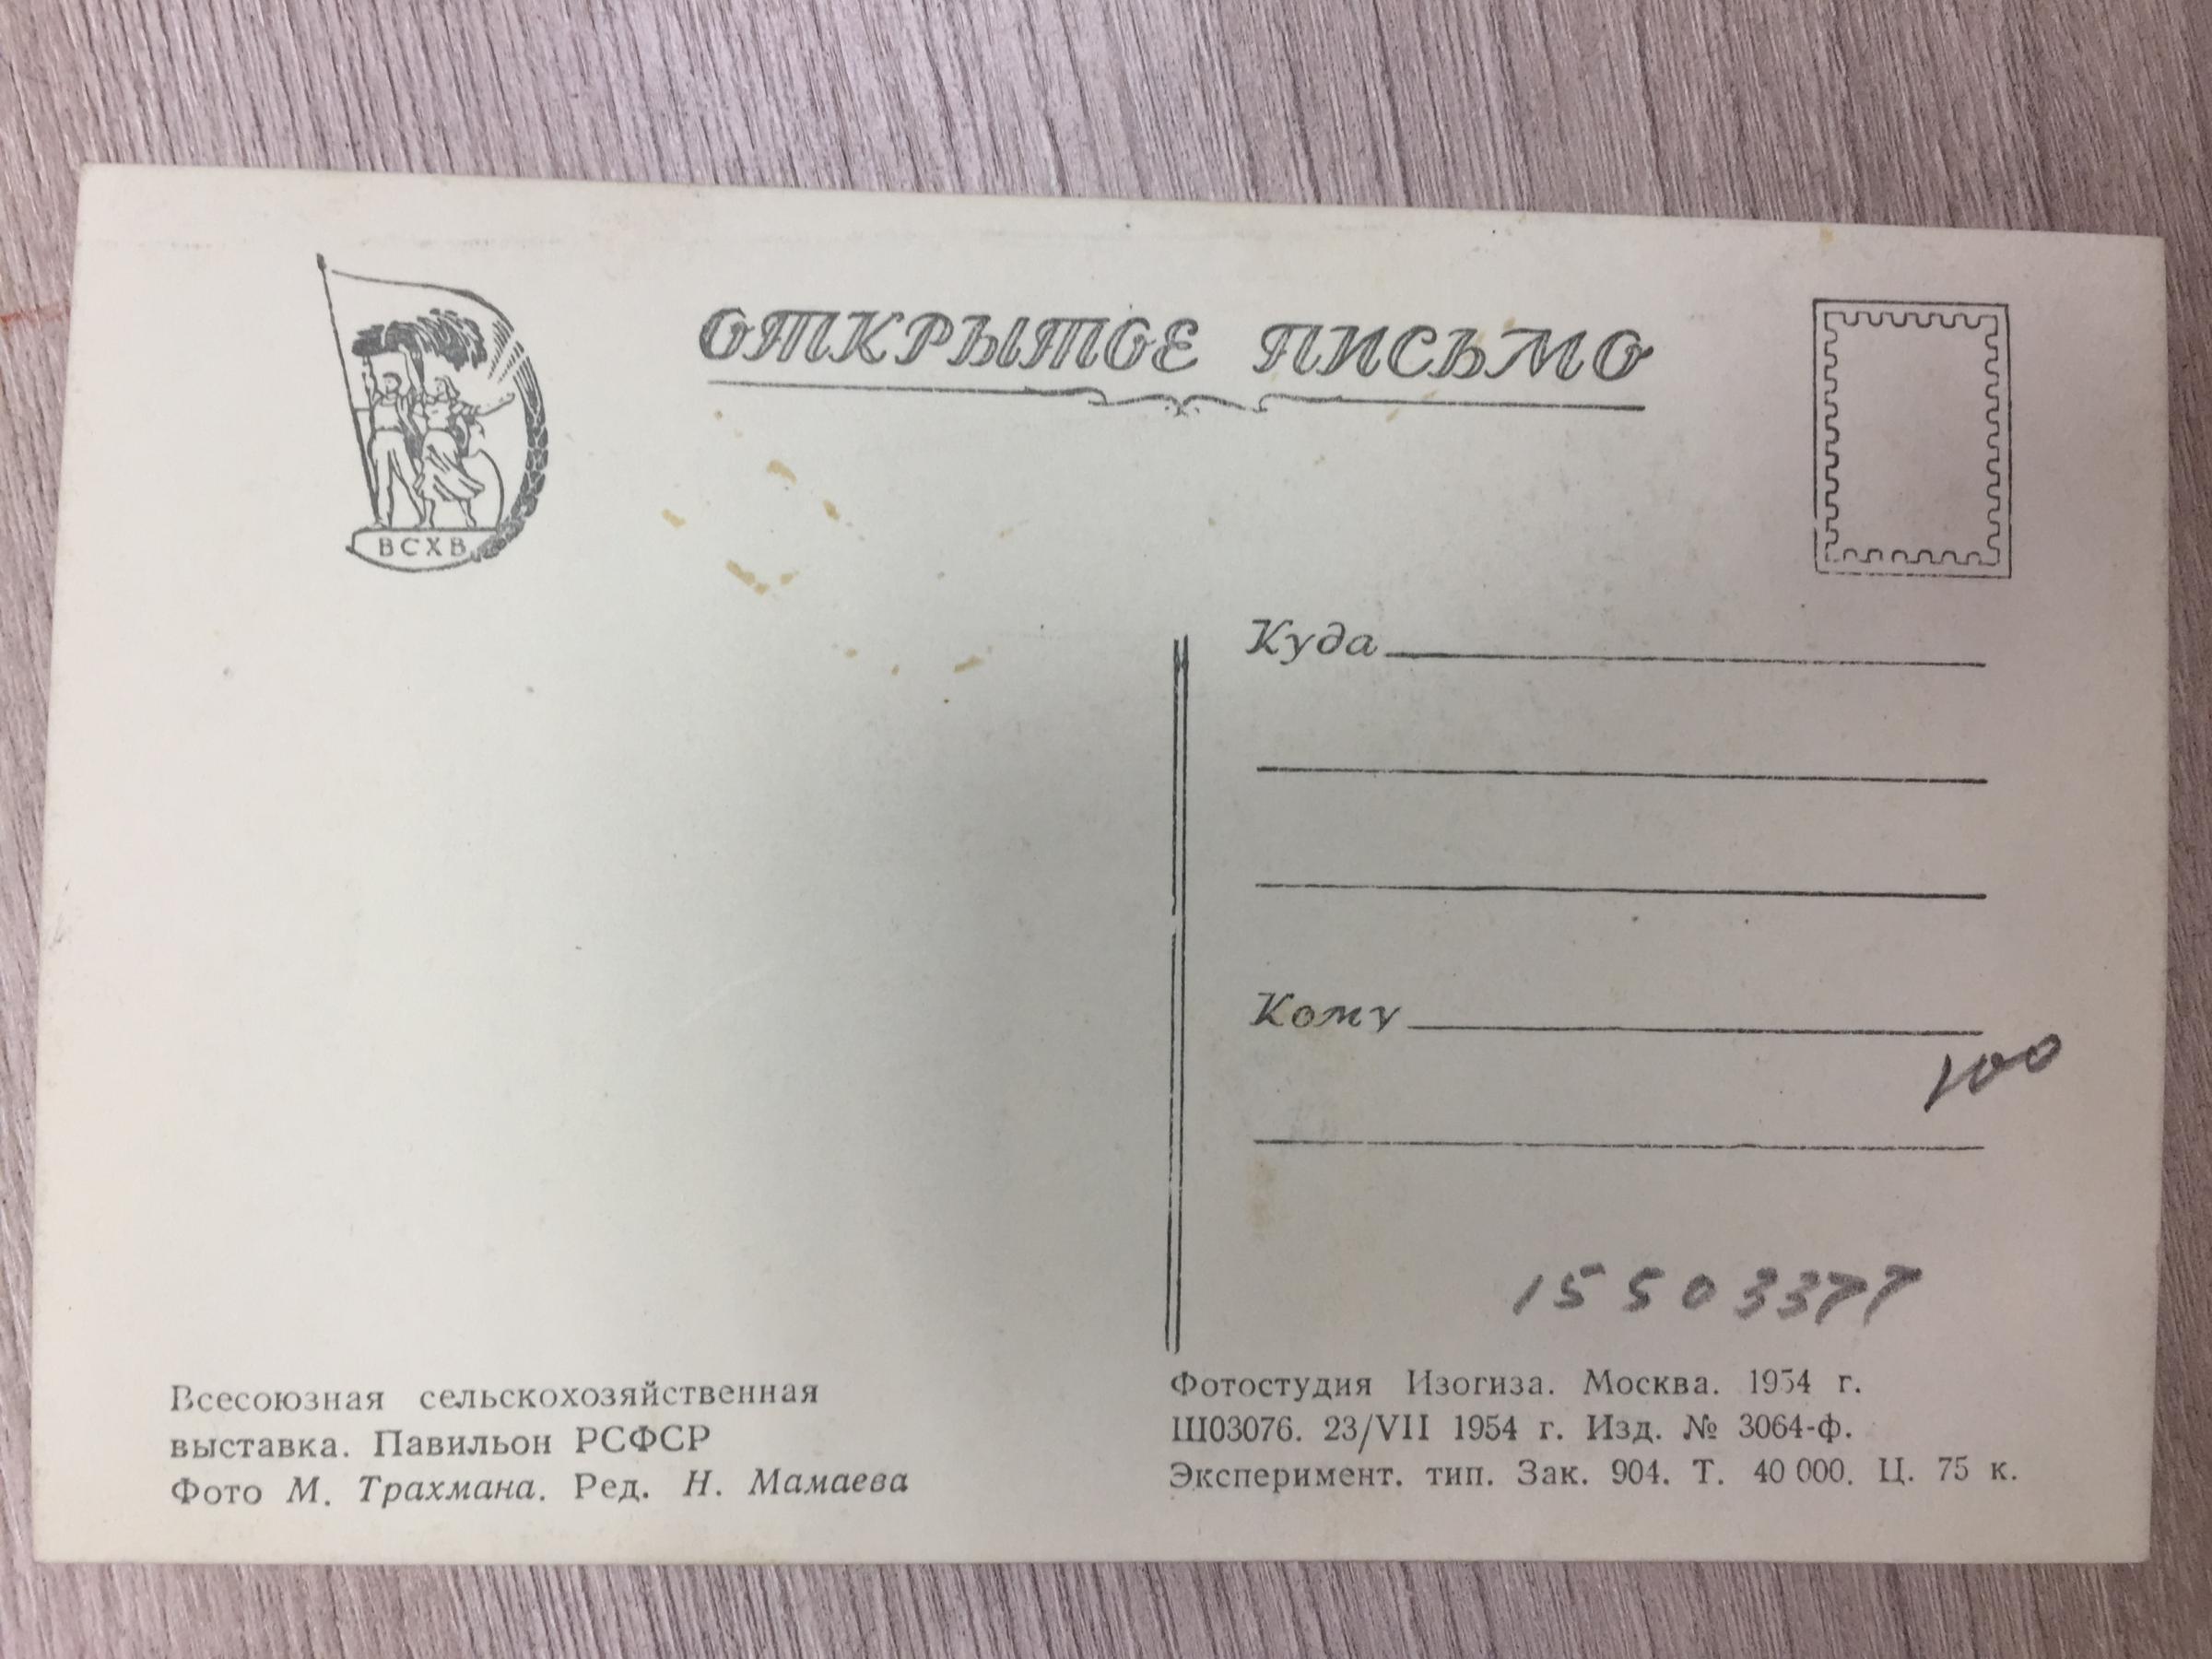 ОТКРЫТОЕ ПИСЬМО
ВСХВ
Куда
Кому
100
15503377
Всесоюзная сельскохозяйственная
выставка. Павильон РСФСР
Фото М. Трахмана. Ред. Н. Мамаева
Фотостудия Изогиза. Москва. 1954 г.
Ш03076. 23/VII 1954 г. Изд. № 3064-ф.
Эксперимент. тип. Зак. 904. Т. 40 000. Ц. 75 к.